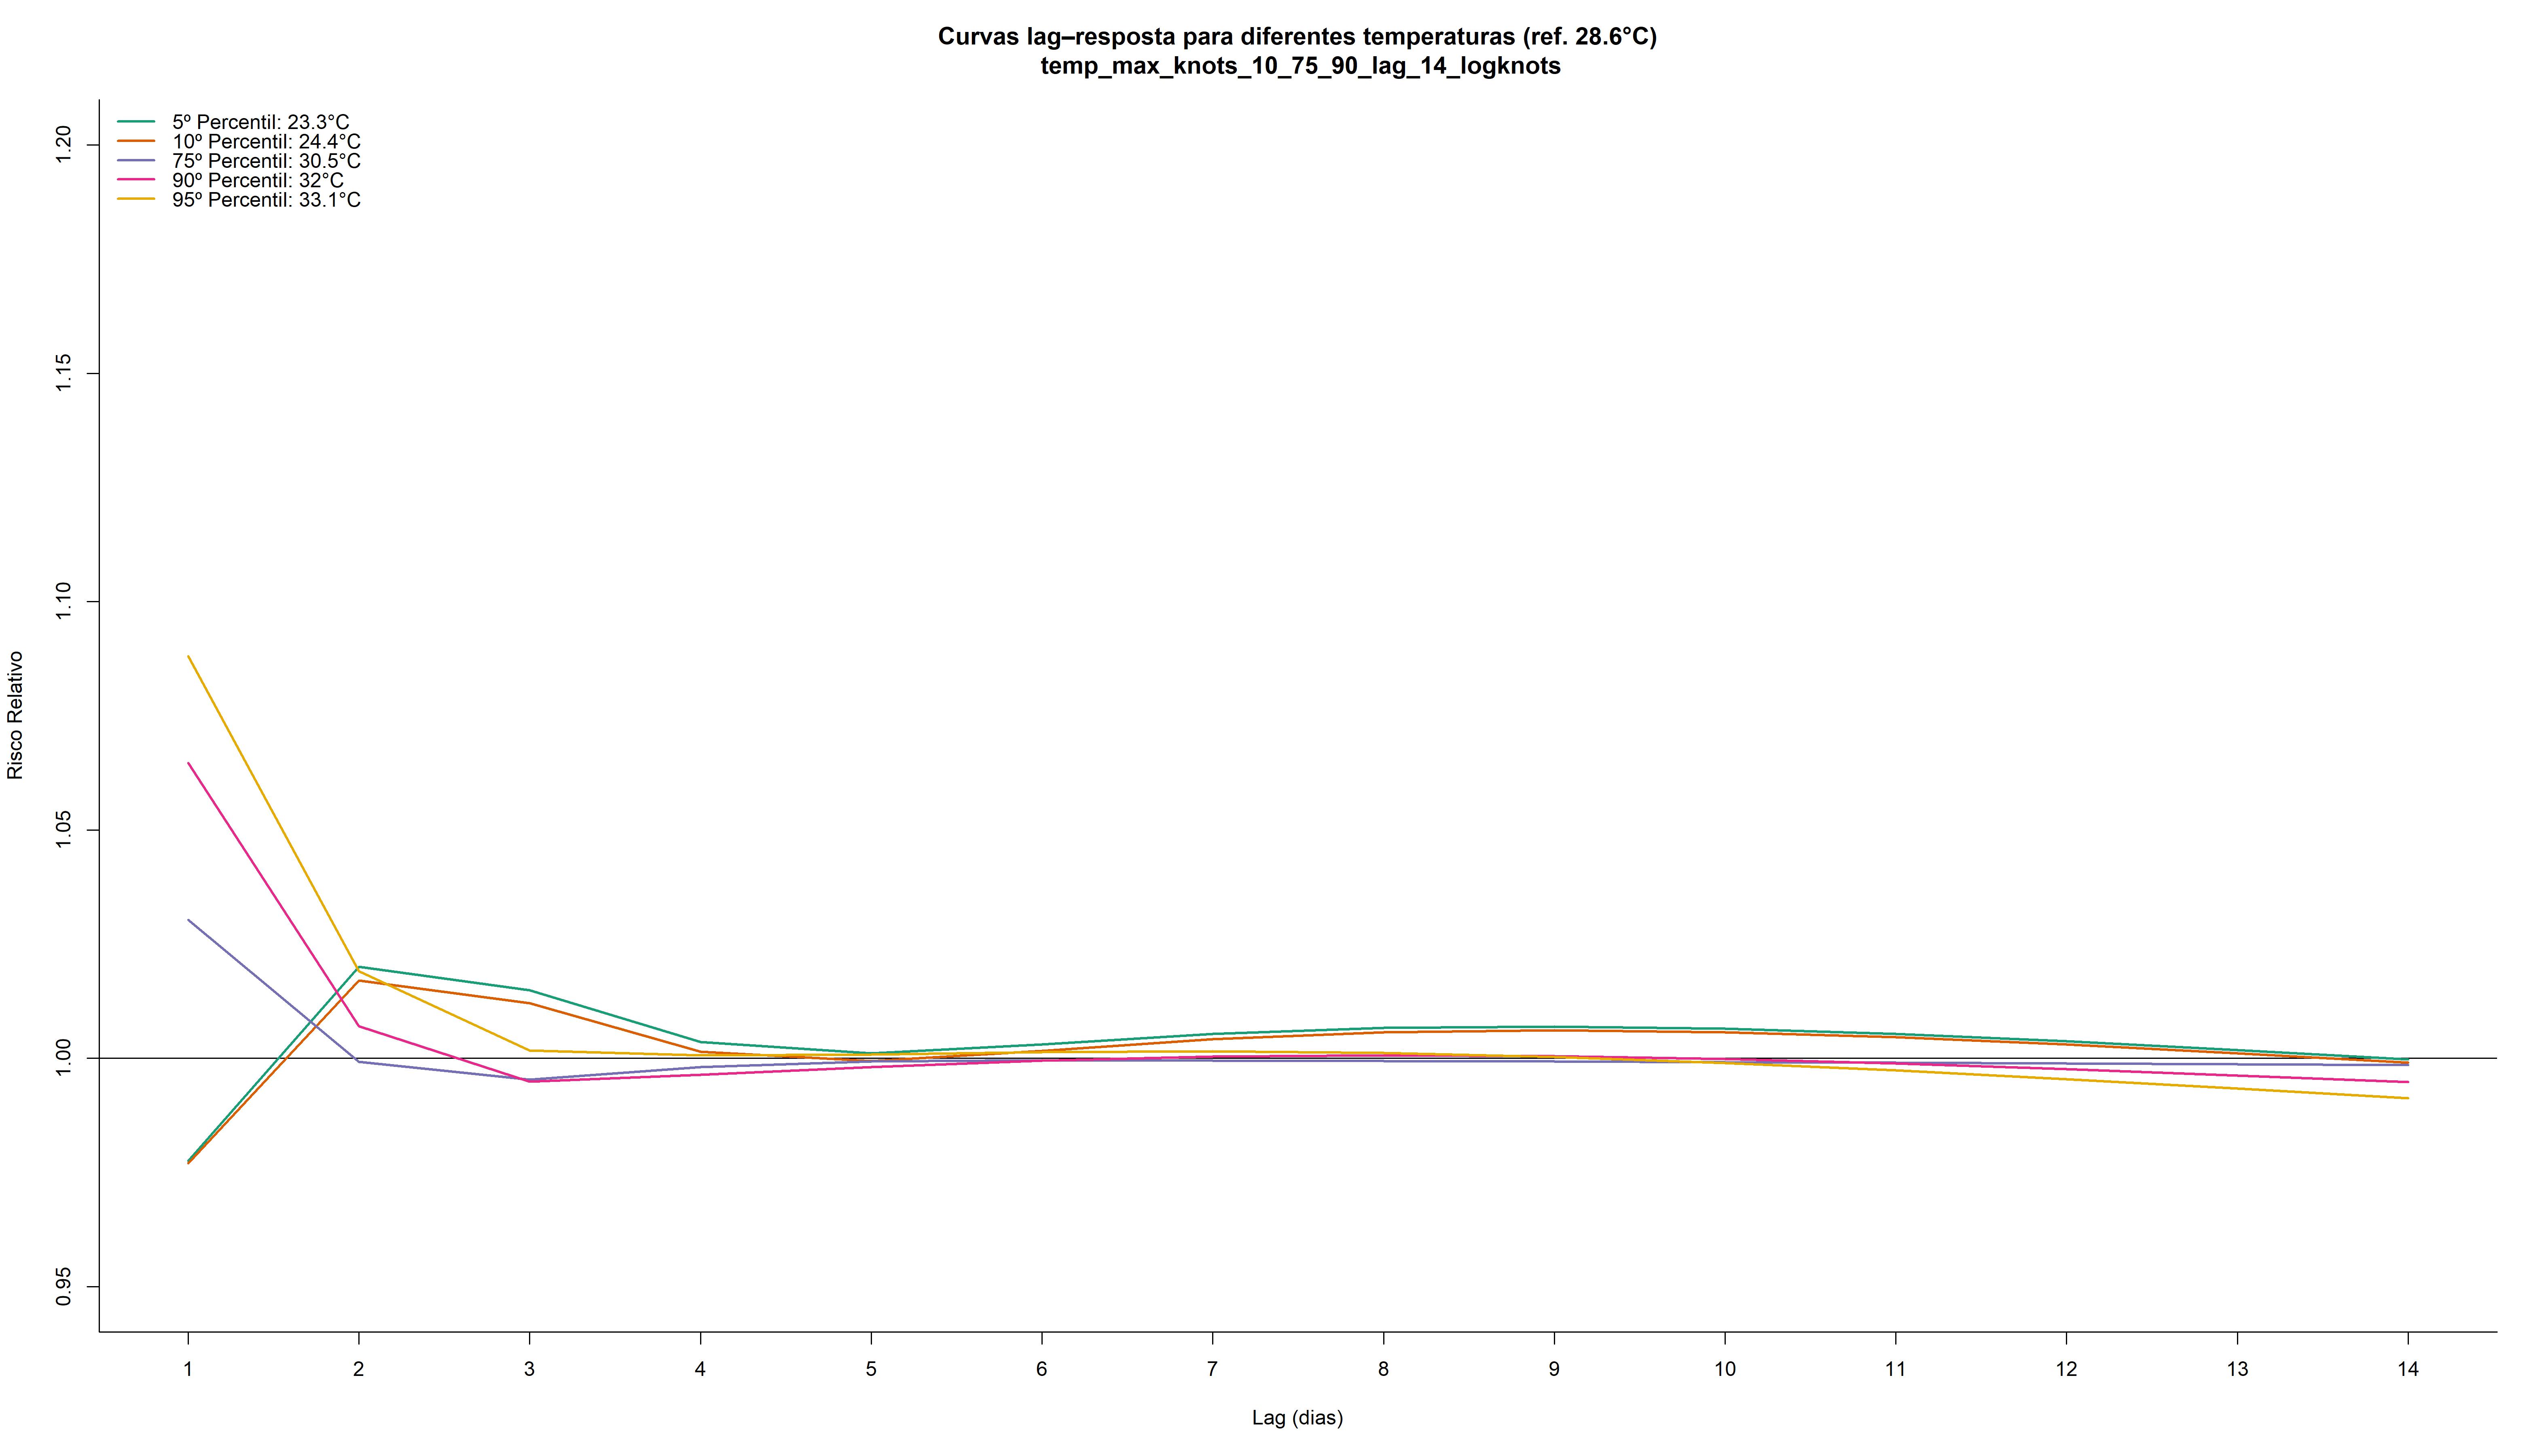 Curvas lag–resposta para diferentes temperaturas (ref. 28.6°C)
temp_max_knots_10_75_90_lag_14_logknots
5º Percentil: 23.3°C
10º Percentil: 24.4°C
75º Percentil: 30.5°C
90º Percentil: 32°C
95º Percentil: 33.1°C
1.20
1.15
1.10
1.05
1.00
0.95
Risco Relativo
1 2 3 4 5 6 7 8 9 10 11 12 13 14
Lag (dias)